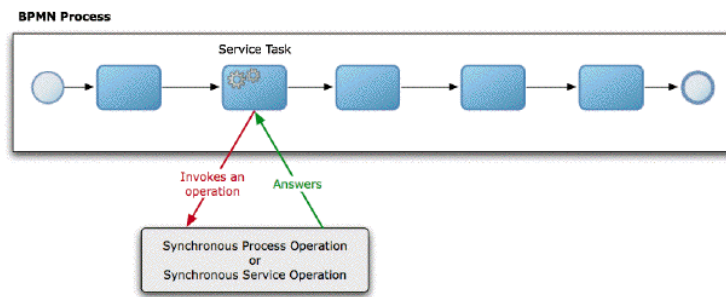 BPMN Process
Service Task
Invokes an
operation
Answers
Synchronous Process Operation
or
Synchronous Service Operation